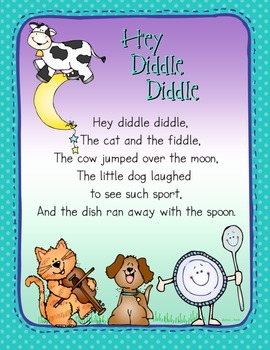 Hey
Diddle
Diddle
Hey diddle diddle,
The cat and the fiddle,
The cow jumped over the moon,
The little dog laughed
to see such sport,
And the dish ran away with the spoon.